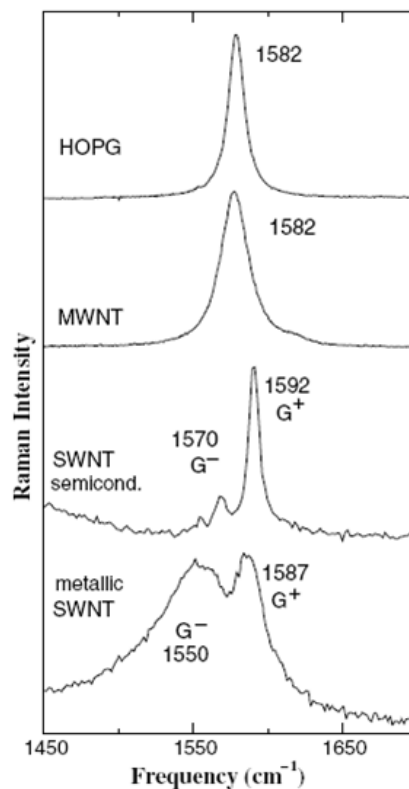 1582
HOPG
1582
MWNT
1592
G+
1570
G−
SWNT
semicond.
metallic
SWNT
1587
G+
G−
1550
Raman Intensity
1450
1550
1650
Frequency (cm−1)